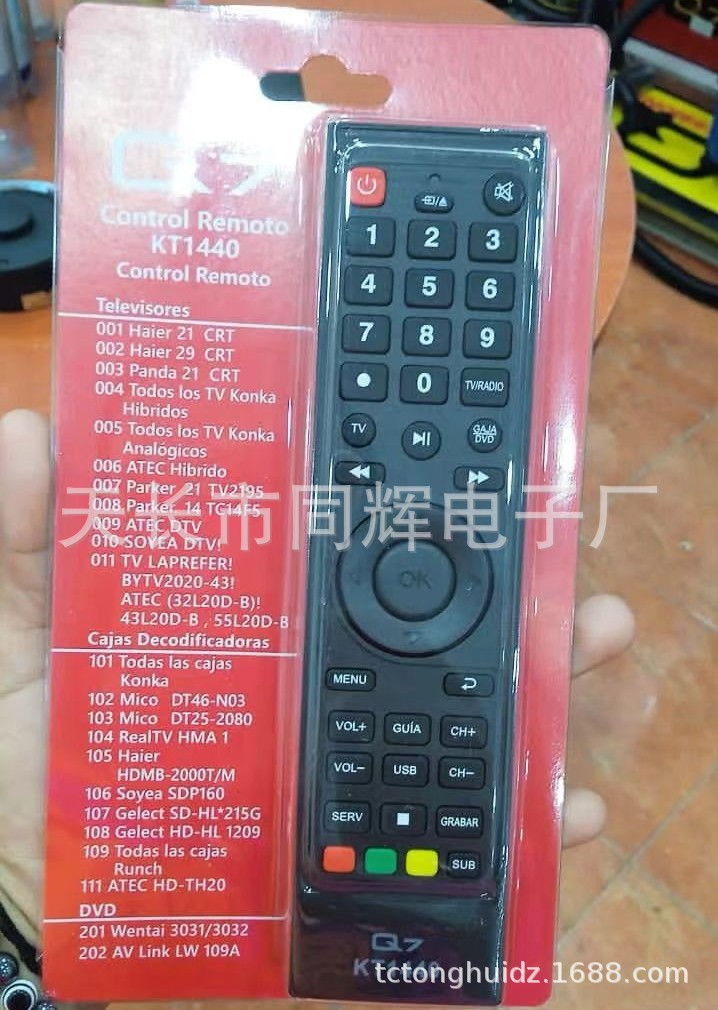 Q7
Control Remoto
KT1440
Control Remoto
Televisores
001 Haier 21 CRT
002 Haier 29 CRT
003 Panda 21 CRT
004 Todos los TV Konka
Hibridos
005 Todos los TV Konka
Analógicos
006 ATEC Hibrido
007 Parker 21 TV2195
008 Parker 14 TC14F5
009 ATEC DTV
010 SOYEA DTV!
011 TV LAPREFER!
BYTV2020-43!
ATEC (32L20D-B)!
43L20D-B , 55L20D-B
Cajas Decodificadoras
101 Todas las cajas
Konka
102 Mico DT46-N03
103 Mico DT25-2080
104 RealTV HMA 1
105 Haier
HDMB-2000T/M
106 Soyea SDP160
107 Gelect SD-HL*215G
108 Gelect HD-HL 1209
109 Todas las cajas
Runch
111 ATEC HD-TH20
DVD
201 Wentai 3031/3032
202 AV Link LW 109A
1 2 3
4 5 6
7 8 9
0 TV/RADIO
TV GAJA
DVD
OK
MENU
VOL+ GUÍA CH+
VOL− USB CH−
SERV GRABAR
SUB
Q7
KT1440
天长市同辉电子厂
tctonghuidz.1688.com